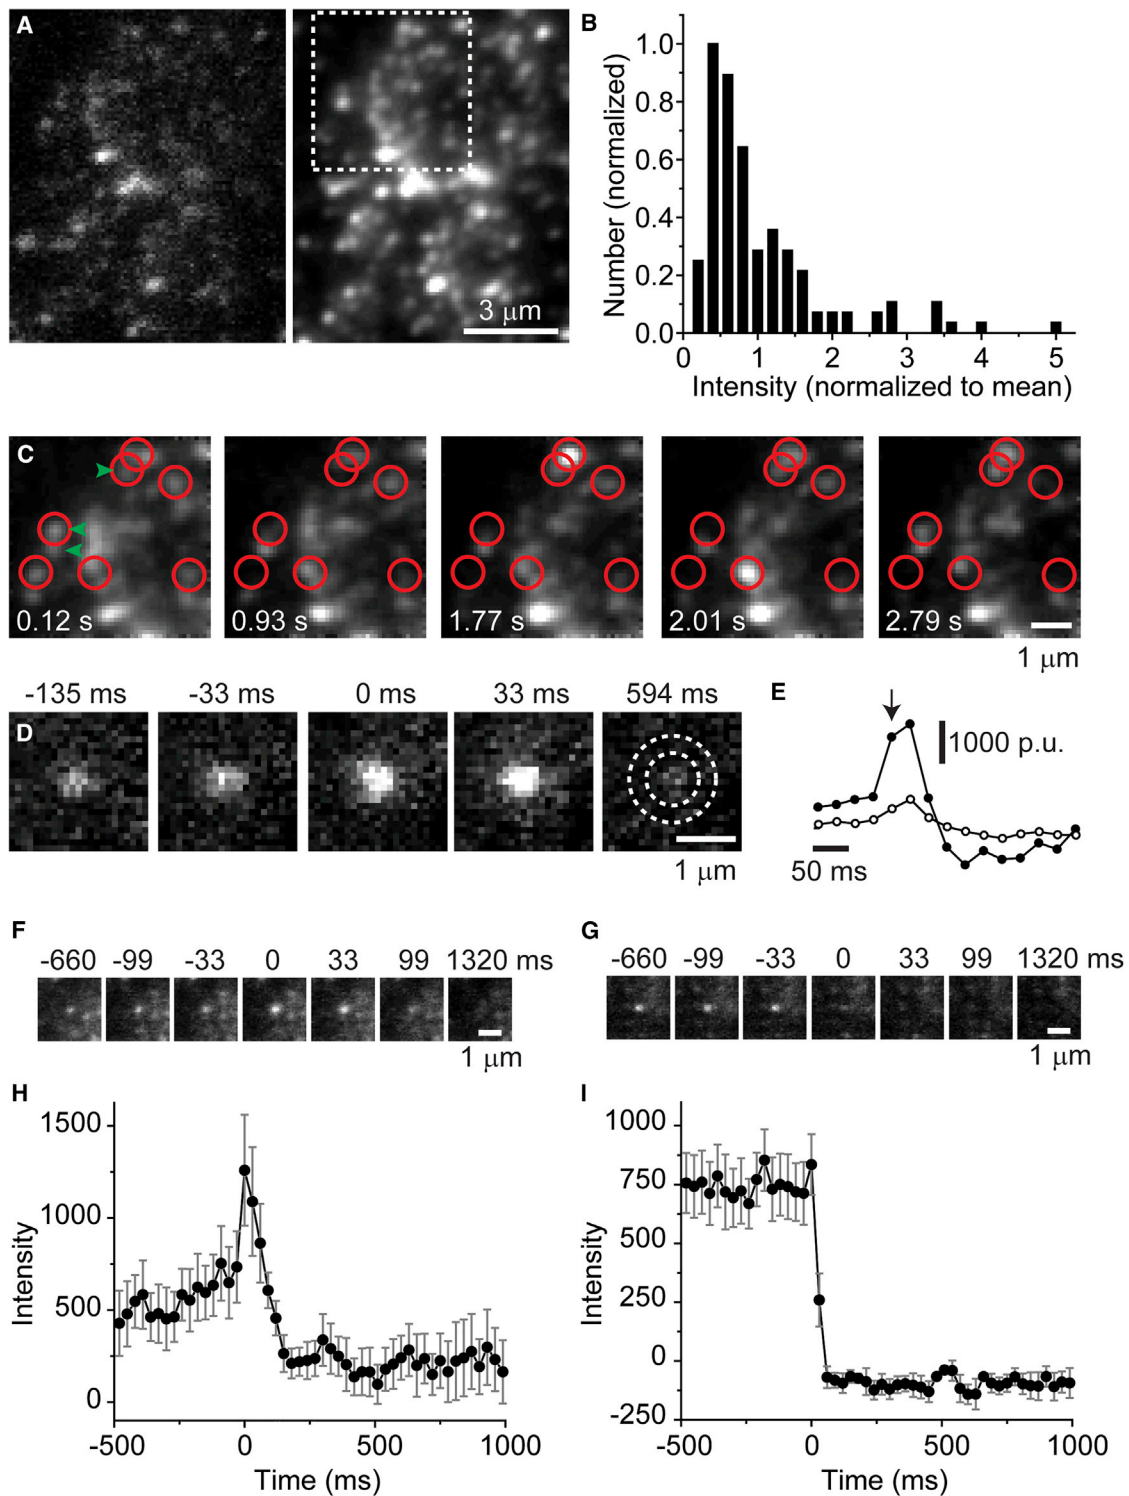 A
3 μm
B
Number (normalized)
1.0
0.8
0.6
0.4
0.2
0.0
0 1 2 3 4 5
Intensity (normalized to mean)
C
0.12 s
0.93 s
1.77 s
2.01 s
2.79 s
1 μm
D
-135 ms
-33 ms
0 ms
33 ms
594 ms
1 μm
E
1000 p.u.
50 ms
F
-660 -99 -33 0 33 99 1320 ms
1 μm
G
-660 -99 -33 0 33 99 1320 ms
1 μm
H
Intensity
1500
1000
500
0
-500 0 500 1000
Time (ms)
I
Intensity
1000
750
500
250
0
-250
-500 0 500 1000
Time (ms)